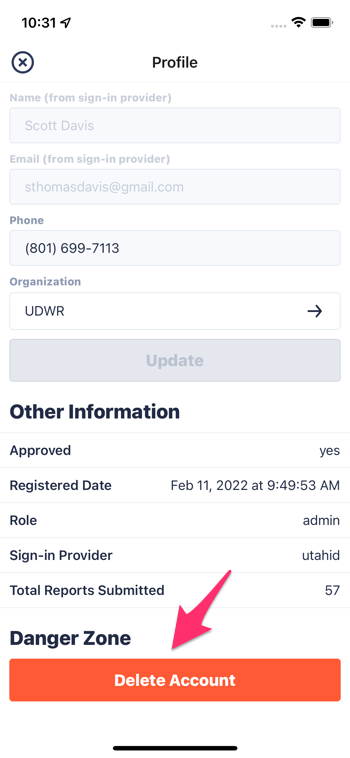 10:31
Profile
Name (from sign-in provider)
Scott Davis
Email (from sign-in provider)
sthomasdavis@gmail.com
Phone
(801) 699-7113
Organization
UDWR
Update
Other Information
Approved yes
Registered Date Feb 11, 2022 at 9:49:53 AM
Role admin
Sign-in Provider utahid
Total Reports Submitted 57
Danger Zone
Delete Account